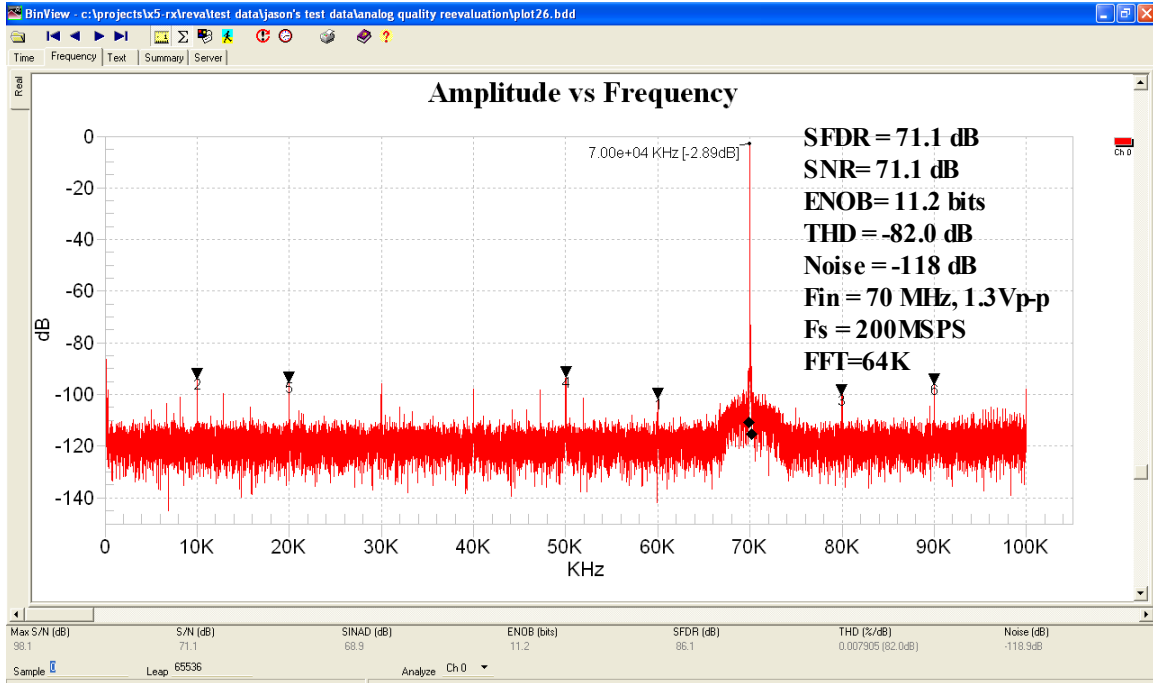 BinView - c:\projects\x5-rx\reva\test data\jason's test data\analog quality reevaluation\plot26.bdd
Time Frequency Text Summary Server
Real
Amplitude vs Frequency
Ch 0
7.00e+04 KHz [-2.89dB]
SFDR = 71.1 dB
SNR= 71.1 dB
ENOB= 11.2 bits
THD = -82.0 dB
Noise = -118 dB
Fin = 70 MHz, 1.3Vp-p
Fs = 200MSPS
FFT=64K
0
-20
-40
-60
-80
-100
-120
-140
dB
2 5 4 1 3 6
0 10K 20K 30K 40K 50K 60K 70K 80K 90K 100K
KHz
Max S/N (dB) S/N (dB) SINAD (dB) ENOB (bits) SFDR (dB) THD (%/dB) Noise (dB)
98.1 71.1 68.9 11.2 86.1 0.007905 (82.0dB) -118.9dB
Sample 0 Leap 65536 Analyze Ch 0